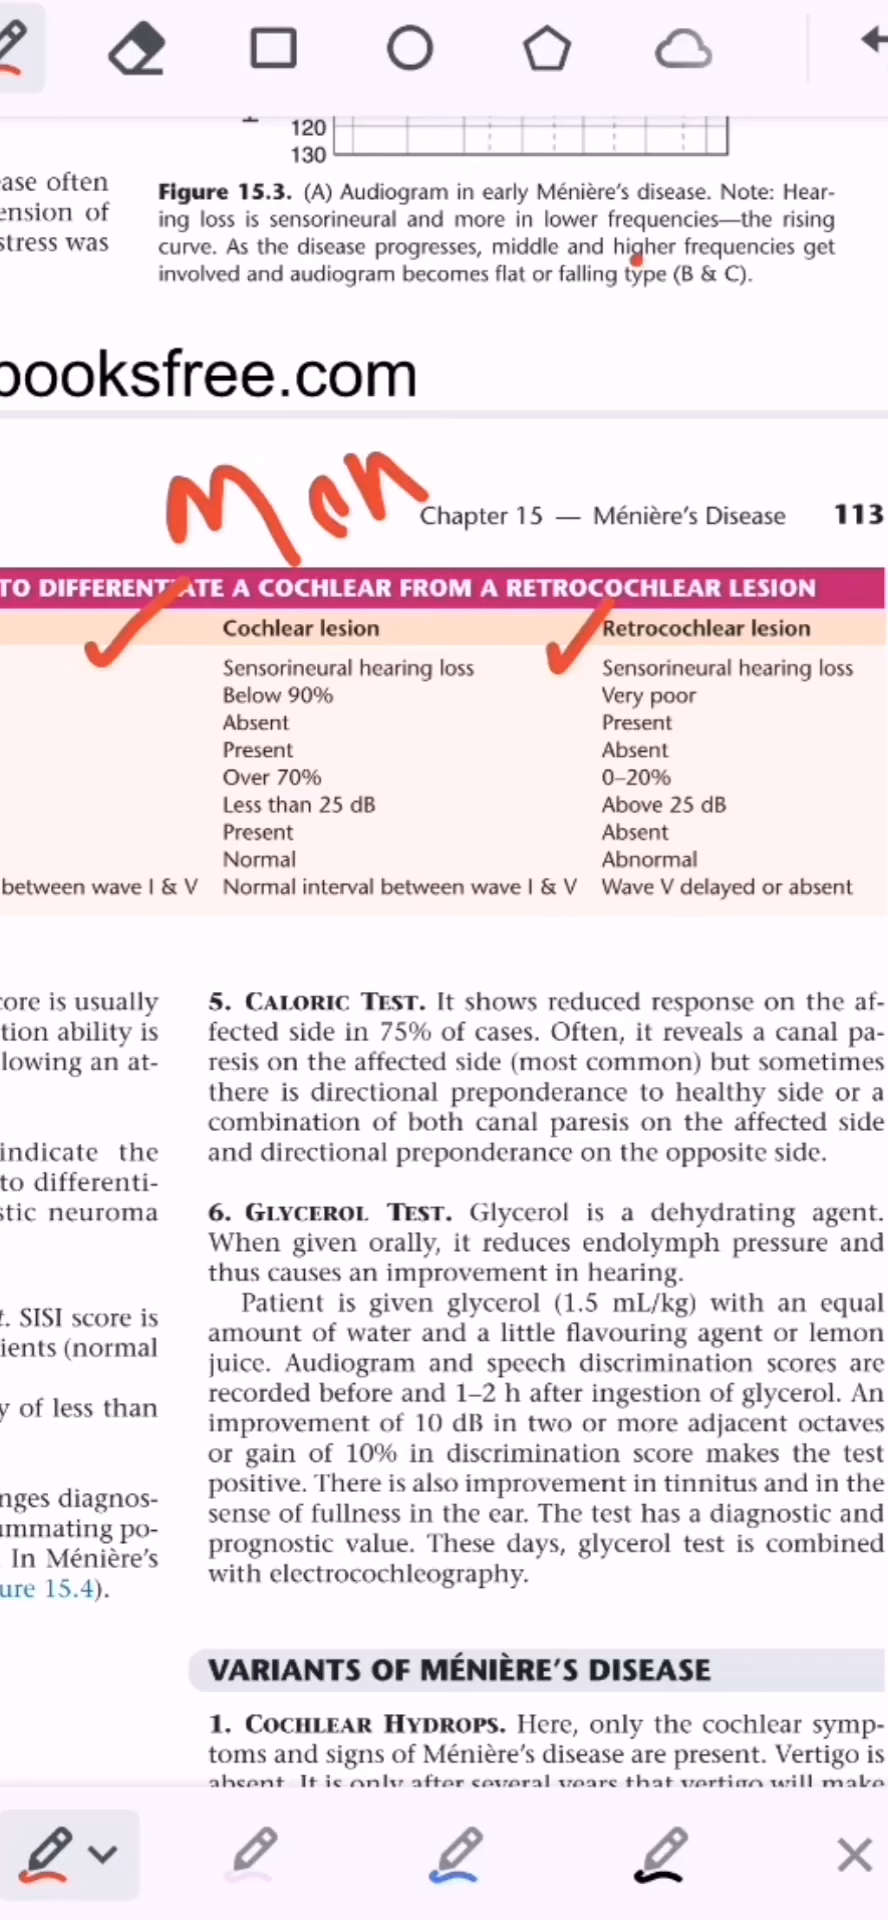 120
130
ease often
ension of
stress was
Figure 15.3. (A) Audiogram in early Ménière's disease. Note: Hear-
ing loss is sensorineural and more in lower frequencies—the rising
curve. As the disease progresses, middle and higher frequencies get
involved and audiogram becomes flat or falling type (B & C).
booksfree.com
Men
Chapter 15 — Ménière's Disease 113
TO DIFFERENTIATE A COCHLEAR FROM A RETROCOCHLEAR LESION
Cochlear lesion Retrocochlear lesion
Sensorineural hearing loss Sensorineural hearing loss
Below 90% Very poor
Absent Present
Present Absent
Over 70% 0–20%
Less than 25 dB Above 25 dB
Present Absent
Normal Abnormal
between wave I & V Normal interval between wave I & V Wave V delayed or absent
core is usually
tion ability is
lowing an at-
indicate the
to differenti-
stic neuroma
t. SISI score is
ients (normal
y of less than
nges diagnos-
ummating po-
In Ménière's
ure 15.4).
5. CALORIC TEST. It shows reduced response on the af-
fected side in 75% of cases. Often, it reveals a canal pa-
resis on the affected side (most common) but sometimes
there is directional preponderance to healthy side or a
combination of both canal paresis on the affected side
and directional preponderance on the opposite side.
6. GLYCEROL TEST. Glycerol is a dehydrating agent.
When given orally, it reduces endolymph pressure and
thus causes an improvement in hearing.
Patient is given glycerol (1.5 mL/kg) with an equal
amount of water and a little flavouring agent or lemon
juice. Audiogram and speech discrimination scores are
recorded before and 1–2 h after ingestion of glycerol. An
improvement of 10 dB in two or more adjacent octaves
or gain of 10% in discrimination score makes the test
positive. There is also improvement in tinnitus and in the
sense of fullness in the ear. The test has a diagnostic and
prognostic value. These days, glycerol test is combined
with electrocochleography.
VARIANTS OF MÉNIÈRE'S DISEASE
1. COCHLEAR HYDROPS. Here, only the cochlear symp-
toms and signs of Ménière's disease are present. Vertigo is
absent. It is only after several years that vertigo will make